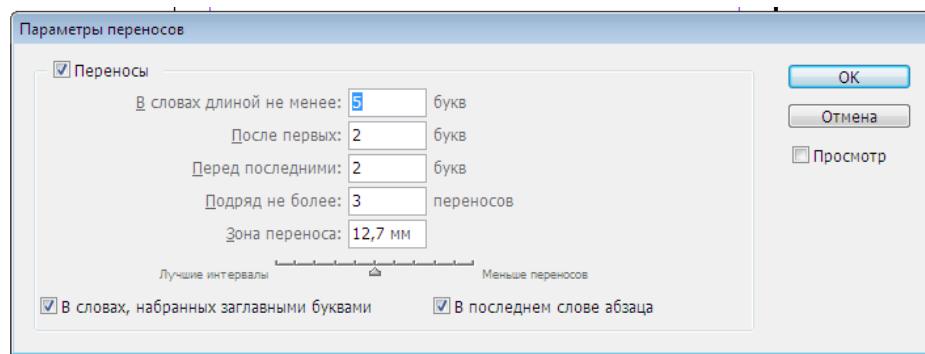 Параметры переносов
Переносы
ОК
В словах длиной не менее: 5 букв
Отмена
После первых: 2 букв
Просмотр
Перед последними: 2 букв
Подряд не более: 3 переносов
Зона переноса: 12,7 мм
Лучшие интервалы Меньше переносов
В словах, набранных заглавными буквами В последнем слове абзаца